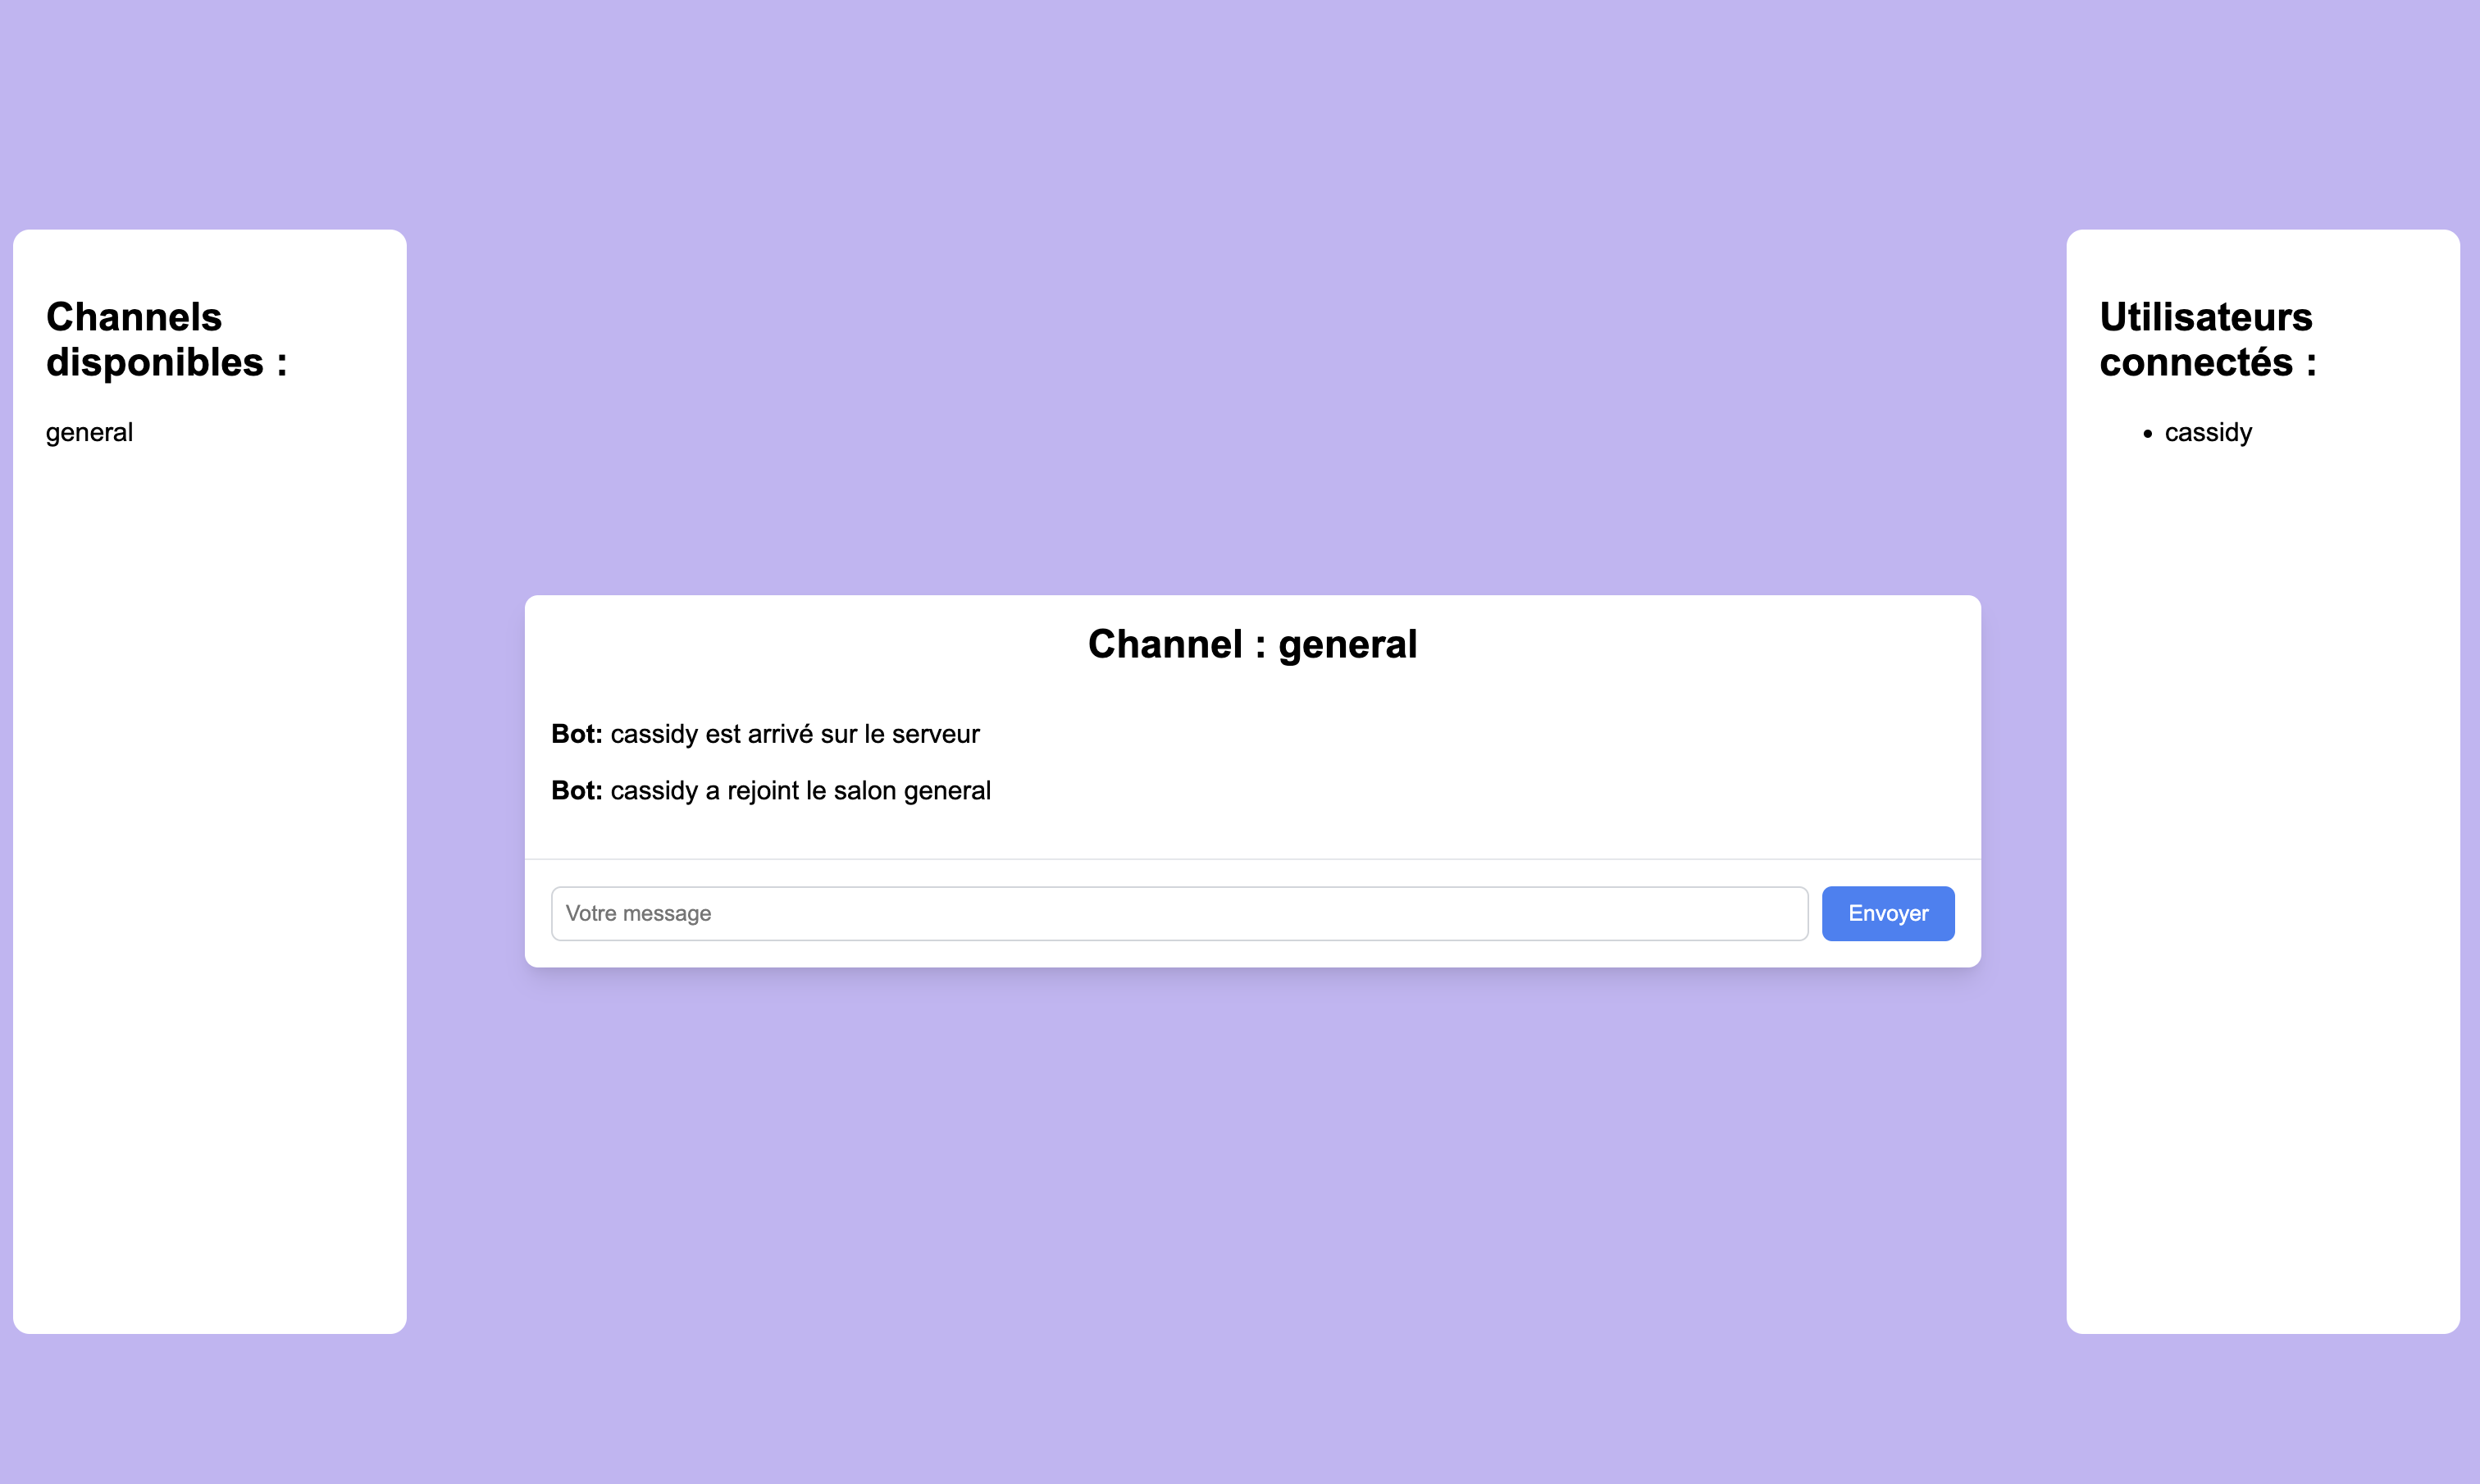 Channels
disponibles :
general
Channel : general
Bot: cassidy est arrivé sur le serveur
Bot: cassidy a rejoint le salon general
Votre message
Envoyer
Utilisateurs
connectés :
• cassidy